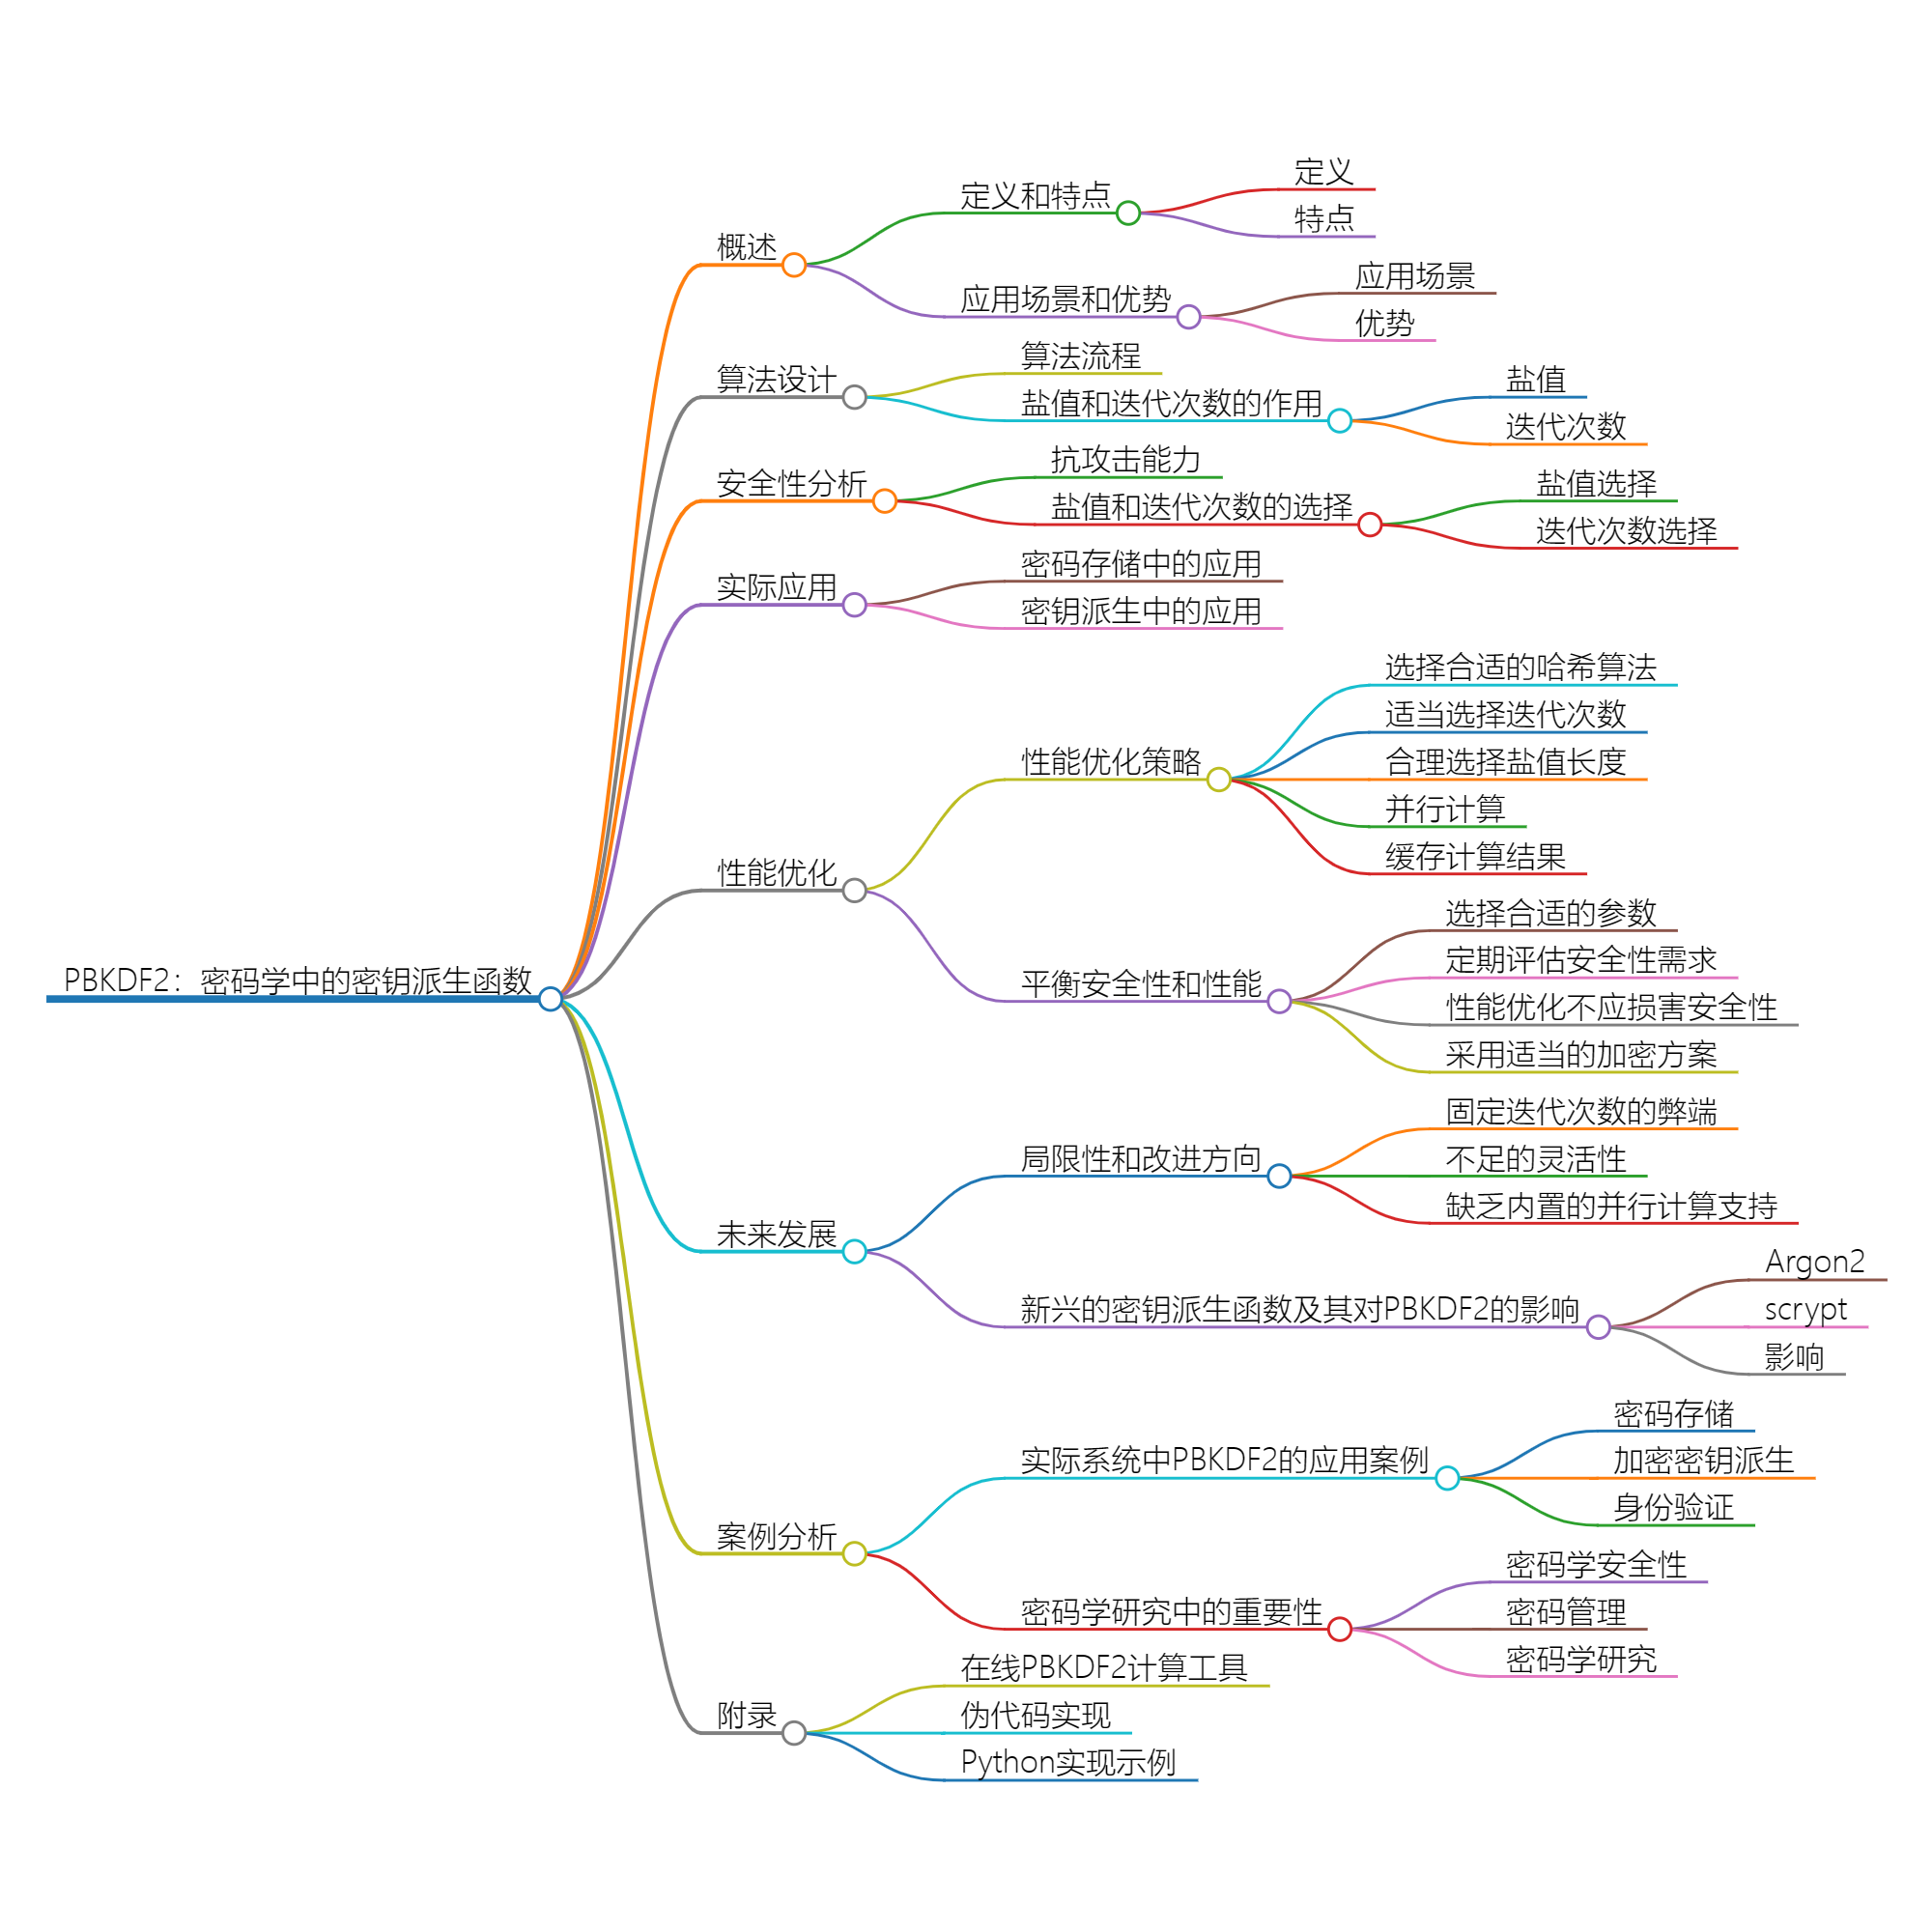 PBKDF2：密码学中的密钥派生函数
概述
定义和特点
定义
特点
应用场景和优势
应用场景
优势
算法设计
算法流程
盐值和迭代次数的作用
盐值
迭代次数
安全性分析
抗攻击能力
盐值和迭代次数的选择
盐值选择
迭代次数选择
实际应用
密码存储中的应用
密钥派生中的应用
性能优化
性能优化策略
选择合适的哈希算法
适当选择迭代次数
合理选择盐值长度
并行计算
缓存计算结果
平衡安全性和性能
选择合适的参数
定期评估安全性需求
性能优化不应损害安全性
采用适当的加密方案
未来发展
局限性和改进方向
固定迭代次数的弊端
不足的灵活性
缺乏内置的并行计算支持
新兴的密钥派生函数及其对PBKDF2的影响
Argon2
scrypt
影响
案例分析
实际系统中PBKDF2的应用案例
密码存储
加密密钥派生
身份验证
密码学研究中的重要性
密码学安全性
密码管理
密码学研究
附录
在线PBKDF2计算工具
伪代码实现
Python实现示例